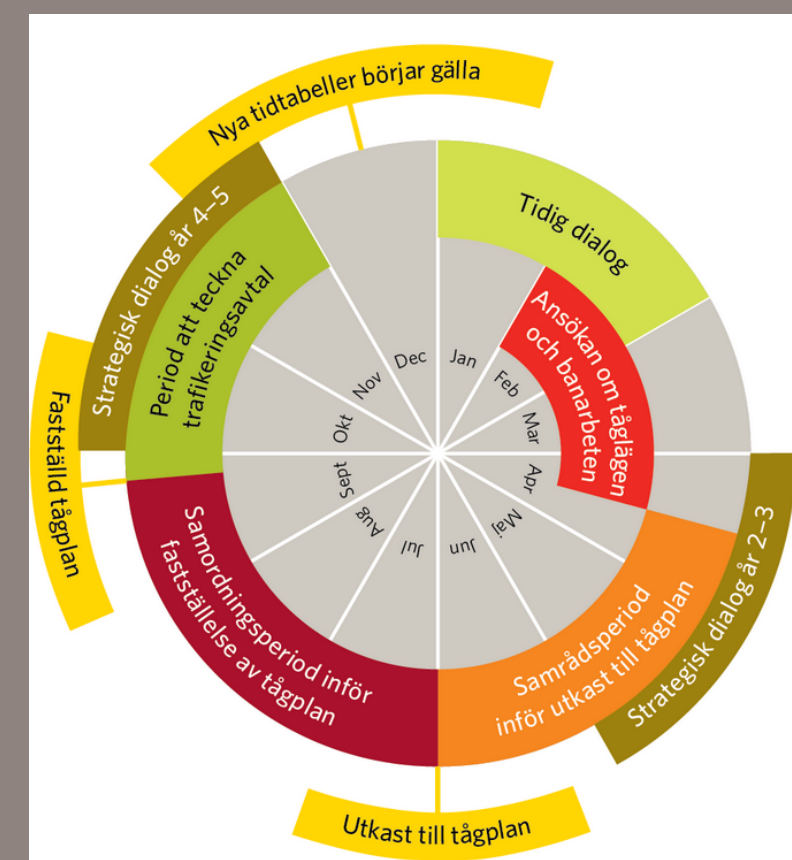 Nya tidtabeller börjar gälla
Strategisk dialog år 4–5
Period att teckna
trafikeringsavtal
Tidig dialog
Ansökan om tåglägen
och banarbeten
Fastställd tågplan
Jan
Feb
Mar
Apr
Maj
Jun
Jul
Aug
Sept
Okt
Nov
Dec
Strategisk dialog år 2–3
Samrådsperiod
inför utkast till tågplan
Samordningsperiod inför
fastställelse av tågplan
Utkast till tågplan